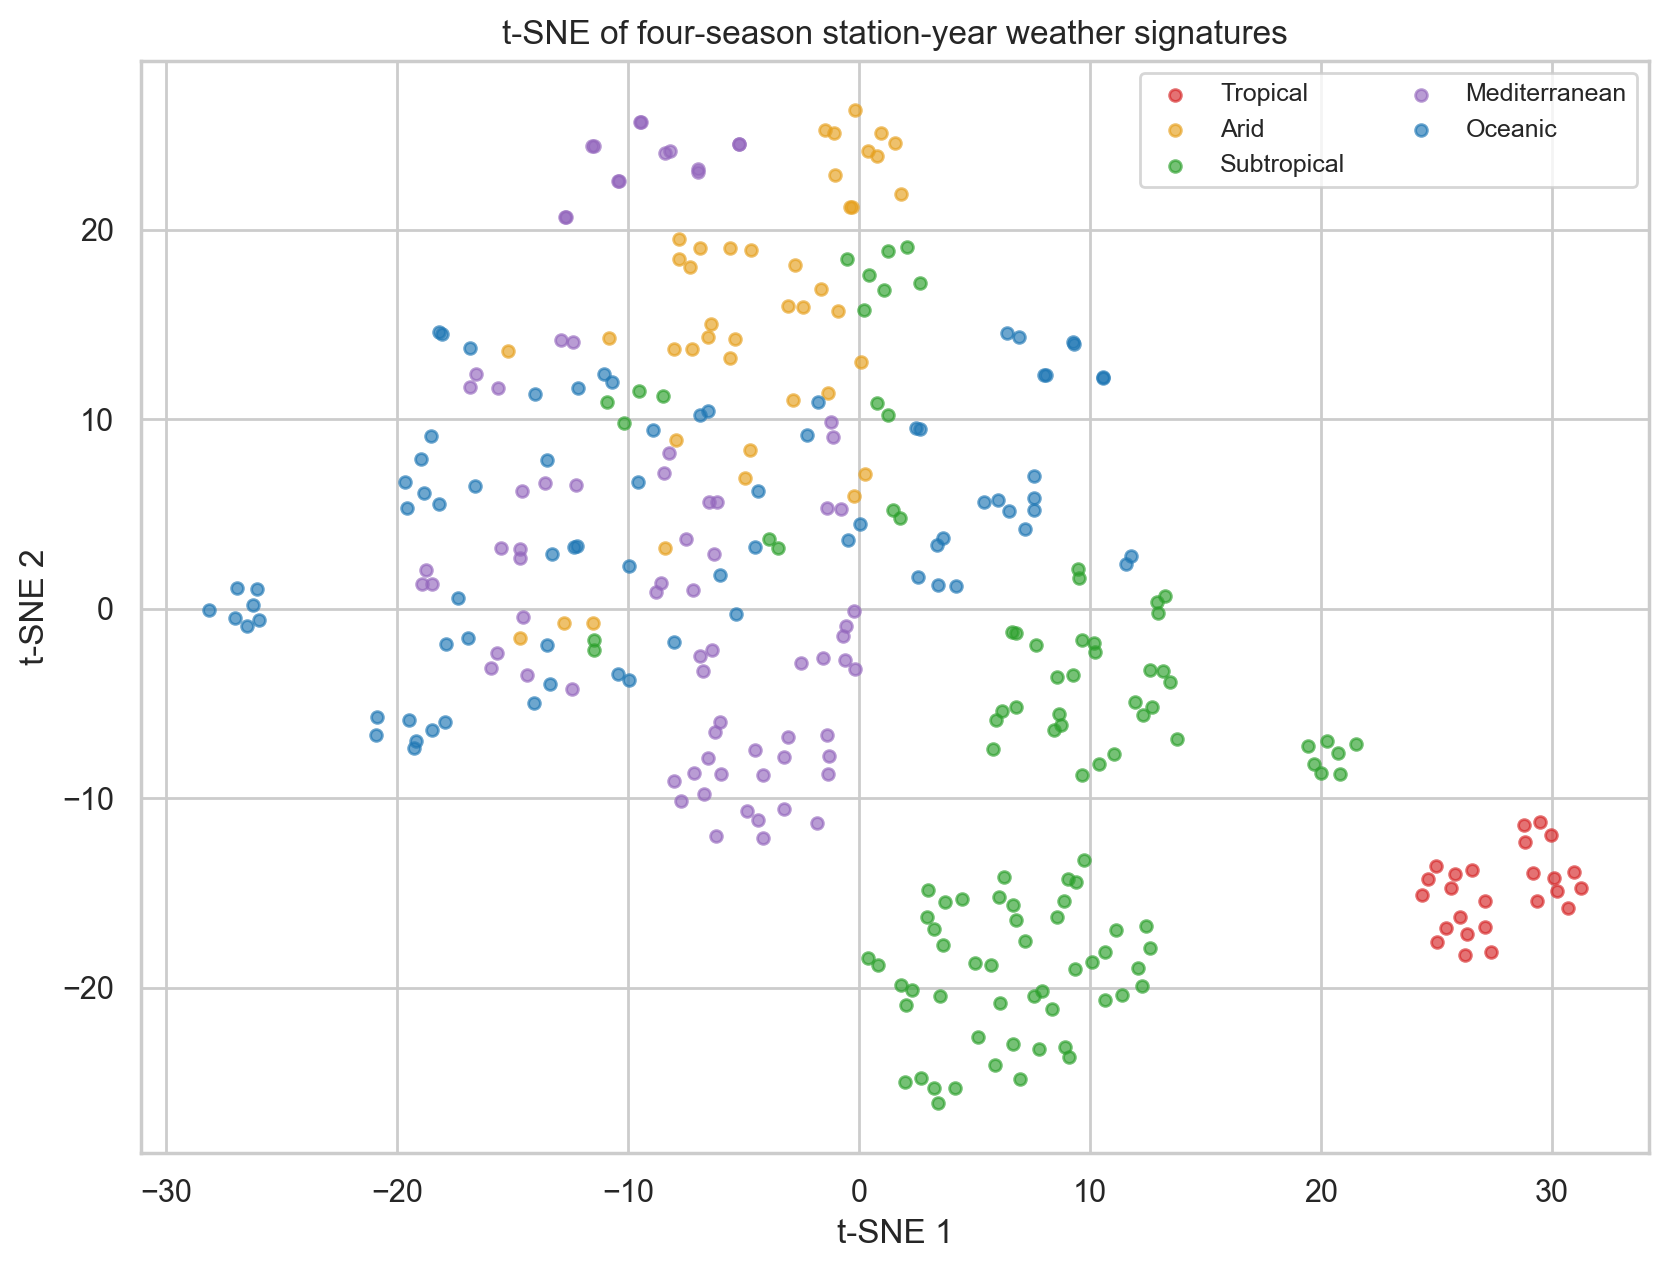 t-SNE of four-season station-year weather signatures
Tropical
Arid
Subtropical
Mediterranean
Oceanic
t-SNE 2
20
10
0
−10
−20
−30
−20
−10
0
10
20
30
t-SNE 1